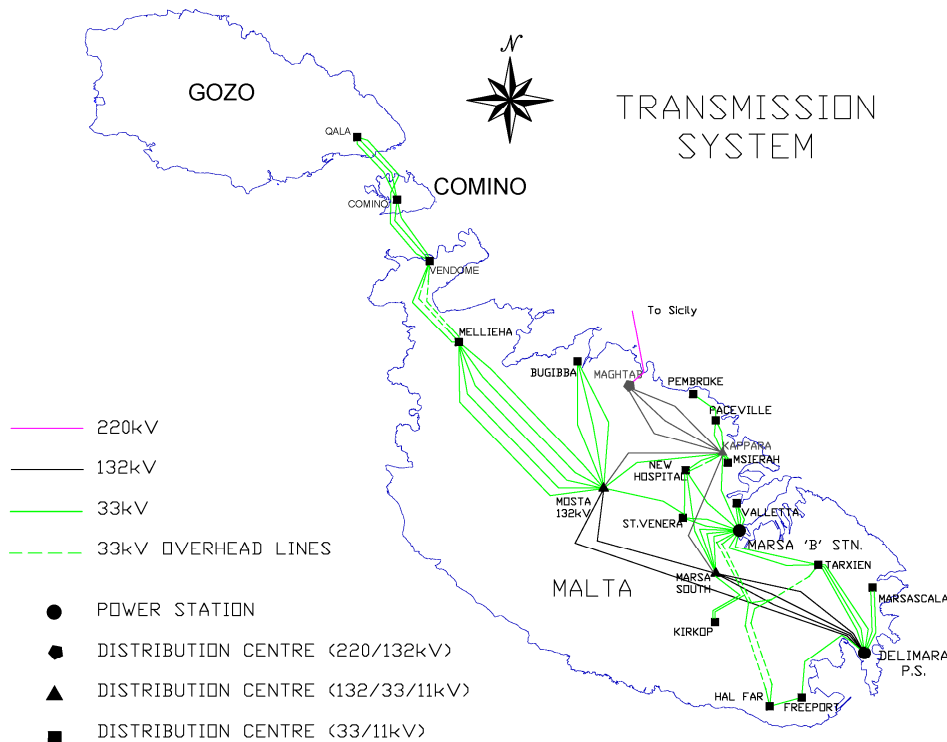 N
GOZO
TRANSMISSION
SYSTEM
QALA
COMINO
COMINO
VENDOME
To Sicily
MELLIEHA
BUGIBBA
MAGHTAB
PEMBROKE
PACEVILLE
KAPPARA
MSIERAH
NEW
HOSPITAL
MOSTA
132kV
ST.VENERA
VALLETTA
MARSA 'B' STN.
TARXIEN
MALTA
MARSA
SOUTH
MARSASCALA
KIRKOP
DELIMARA
P.S.
HAL FAR
FREEPORT
220kV
132kV
33kV
33kV OVERHEAD LINES
POWER STATION
DISTRIBUTION CENTRE (220/132kV)
DISTRIBUTION CENTRE (132/33/11kV)
DISTRIBUTION CENTRE (33/11kV)